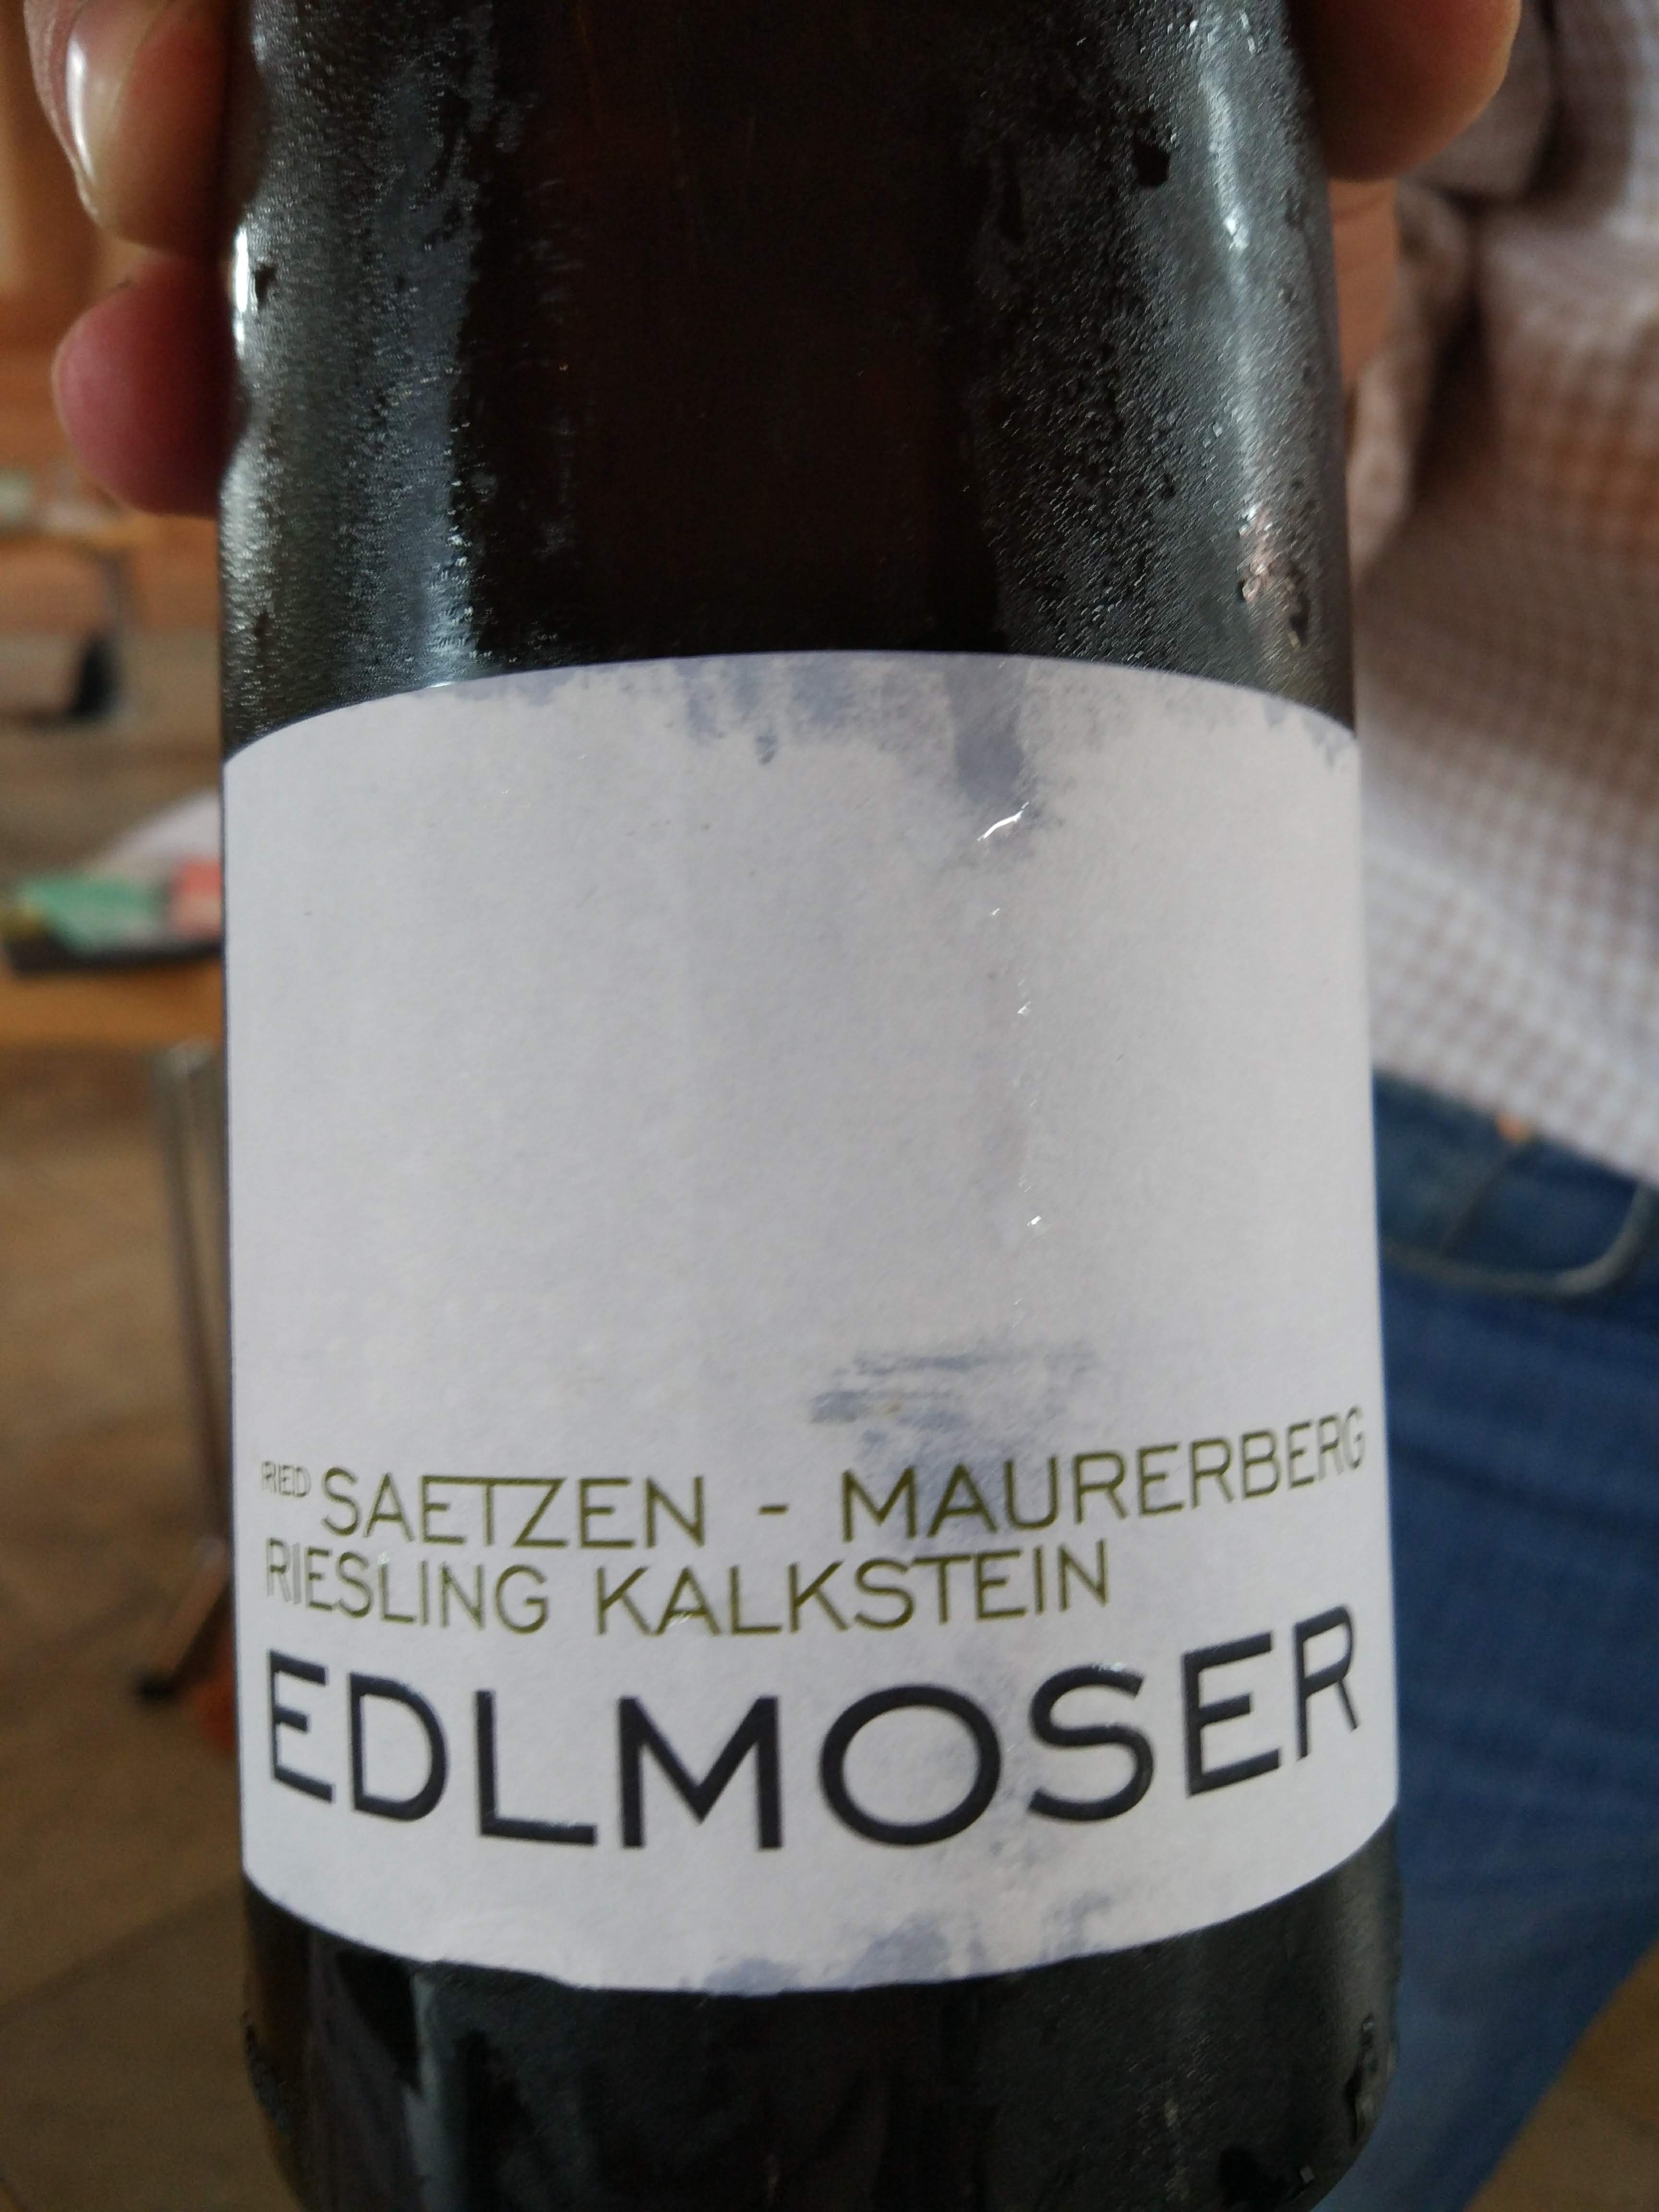 RIED SAETZEN - MAURERBERG
RIESLING KALKSTEIN
EDLMOSER